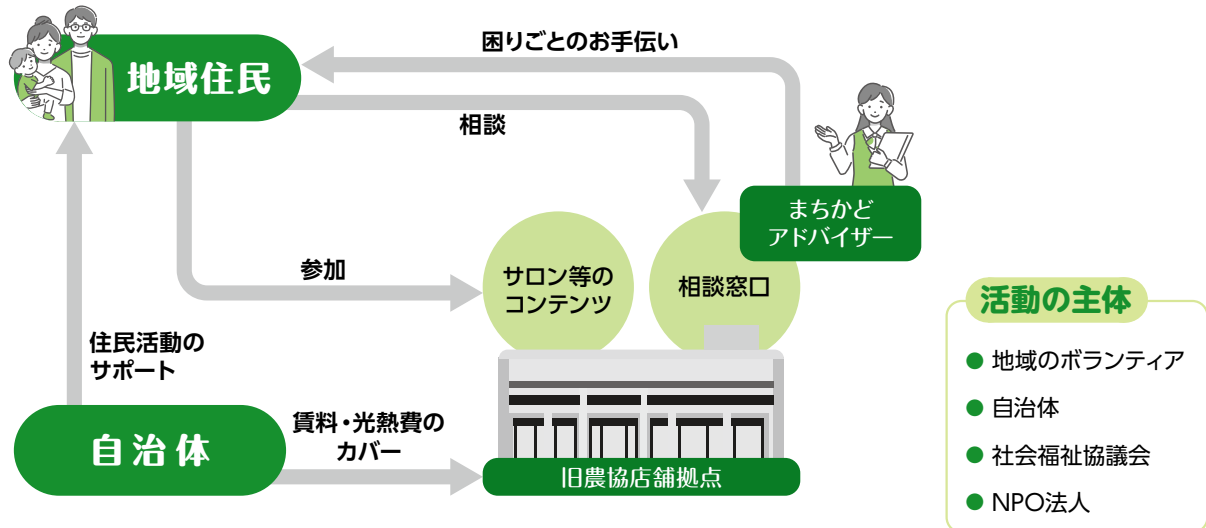 困りごとのお手伝い
地域住民
相談
まちかど
アドバイザー
サロン等の
コンテンツ
相談窓口
参加
活動の主体
住民活動の
サポート
● 地域のボランティア
● 自治体
● 社会福祉協議会
● NPO法人
自治体
賃料・光熱費の
カバー
旧農協店舗拠点